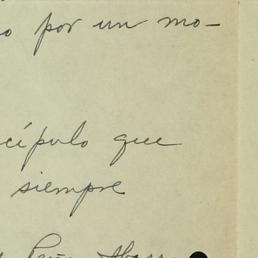 o por un mo-
cípulo que
siempre